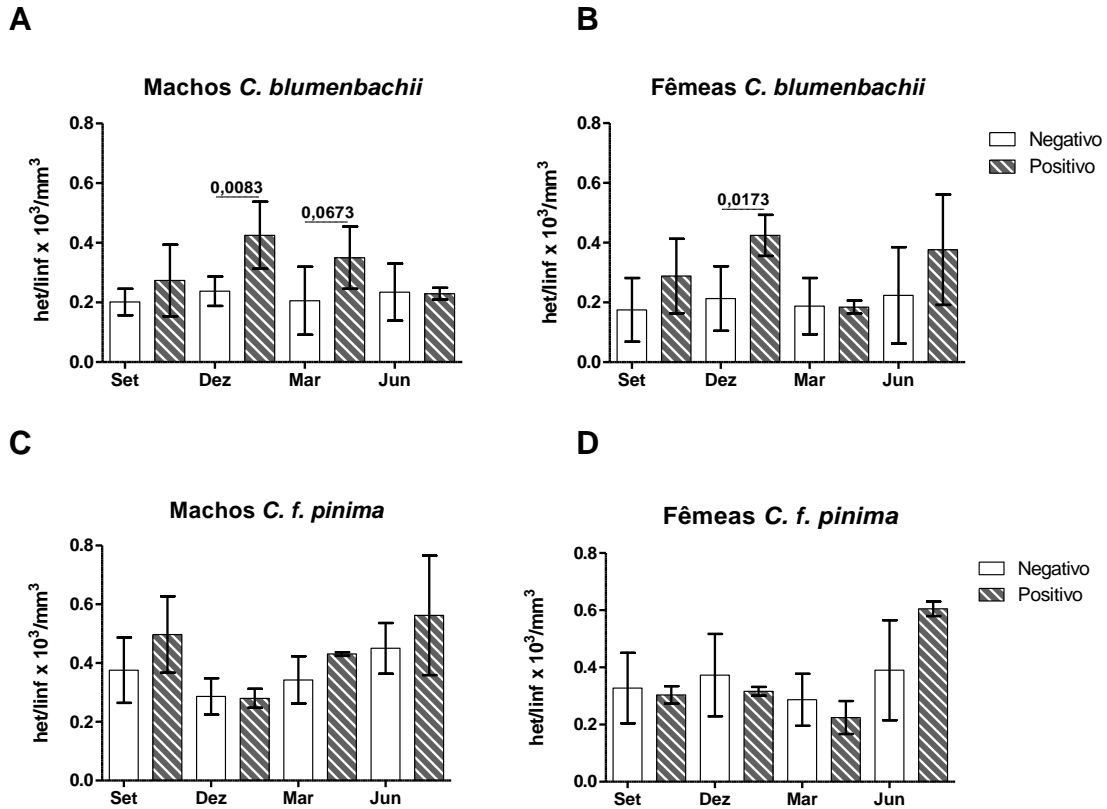 A
Machos C. blumenbachii
het/linf x 10³/mm³
0.8
0.6
0.4
0.2
0.0
0,0083
0,0673
Set Dez Mar Jun
B
Fêmeas C. blumenbachii
het/linf x 10³/mm³
0.8
0.6
0.4
0.2
0.0
0,0173
Set Dez Mar Jun
Negativo
Positivo
C
Machos C. f. pinima
het/linf x 10³/mm³
0.8
0.6
0.4
0.2
0.0
Set Dez Mar Jun
D
Fêmeas C. f. pinima
het/linf x 10³/mm³
0.8
0.6
0.4
0.2
0.0
Set Dez Mar Jun
Negativo
Positivo